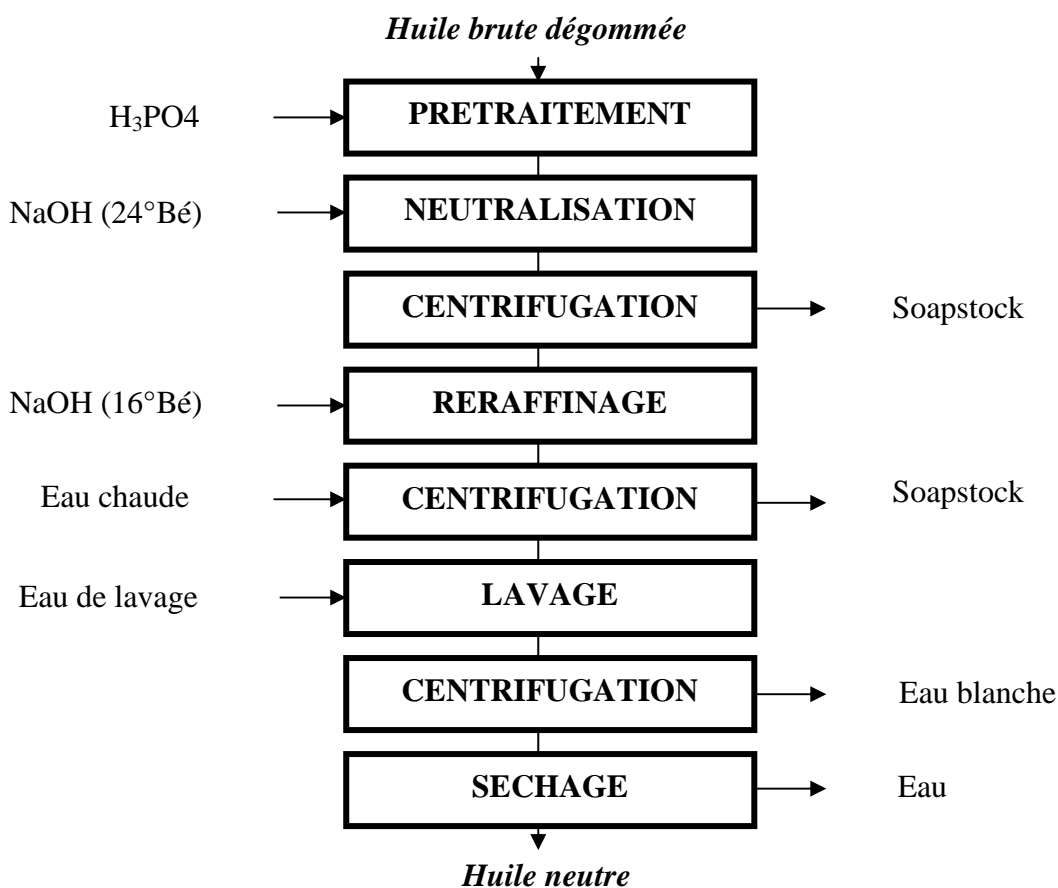 Huile brute dégommée
H₃PO4
PRETRAITEMENT
NaOH (24°Bé)
NEUTRALISATION
CENTRIFUGATION
Soapstock
NaOH (16°Bé)
RERAFFINAGE
Eau chaude
CENTRIFUGATION
Soapstock
Eau de lavage
LAVAGE
CENTRIFUGATION
Eau blanche
SECHAGE
Eau
Huile neutre